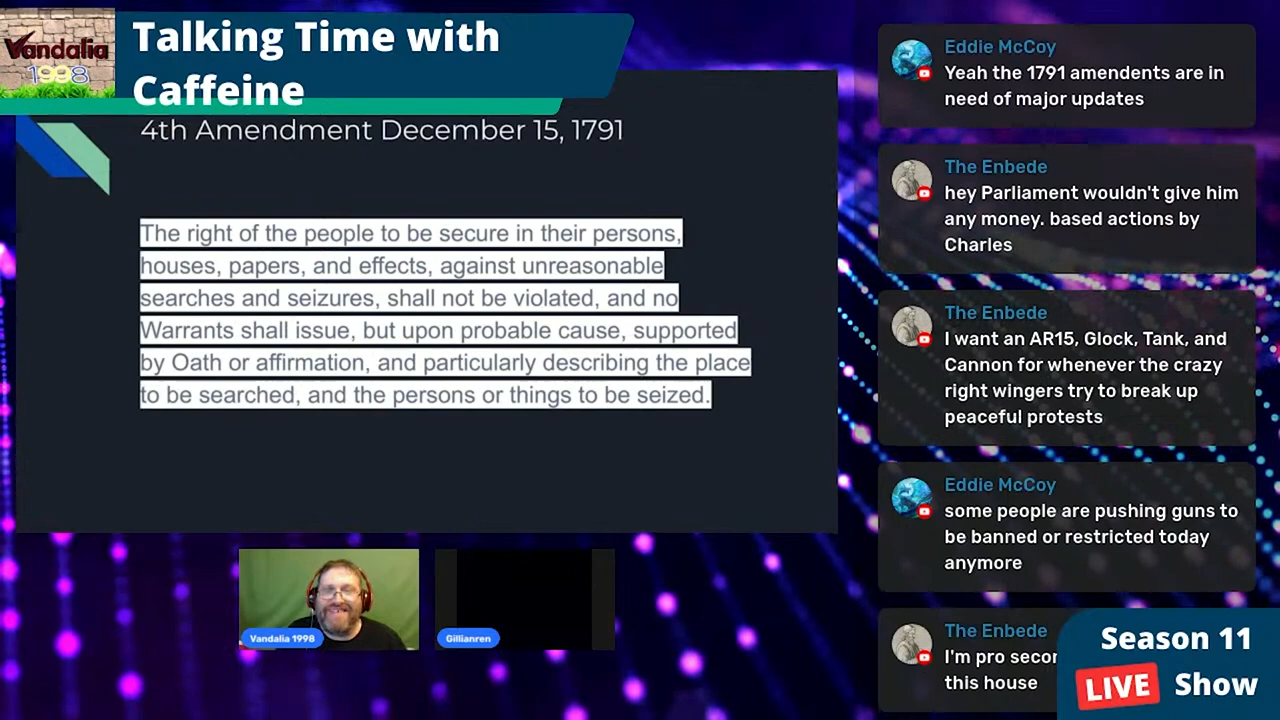 Vandalia
1998
Talking Time with
Caffeine
4th Amendment December 15, 1791
The right of the people to be secure in their persons,
houses, papers, and effects, against unreasonable
searches and seizures, shall not be violated, and no
Warrants shall issue, but upon probable cause, supported
by Oath or affirmation, and particularly describing the place
to be searched, and the persons or things to be seized.
Vandalia 1998
Gillianren
Eddie McCoy
Yeah the 1791 amendents are in
need of major updates
The Enbede
hey Parliament wouldn't give him
any money. based actions by
Charles
The Enbede
I want an AR15, Glock, Tank, and
Cannon for whenever the crazy
right wingers try to break up
peaceful protests
Eddie McCoy
some people are pushing guns to
be banned or restricted today
anymore
The Enbede
I'm pro
this house
Season 11
LIVE Show